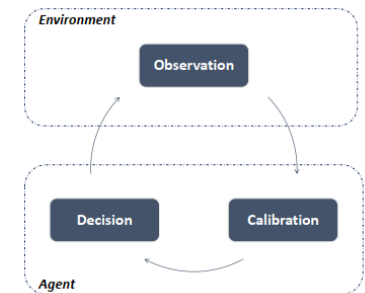 Environment
Observation
Decision
Calibration
Agent